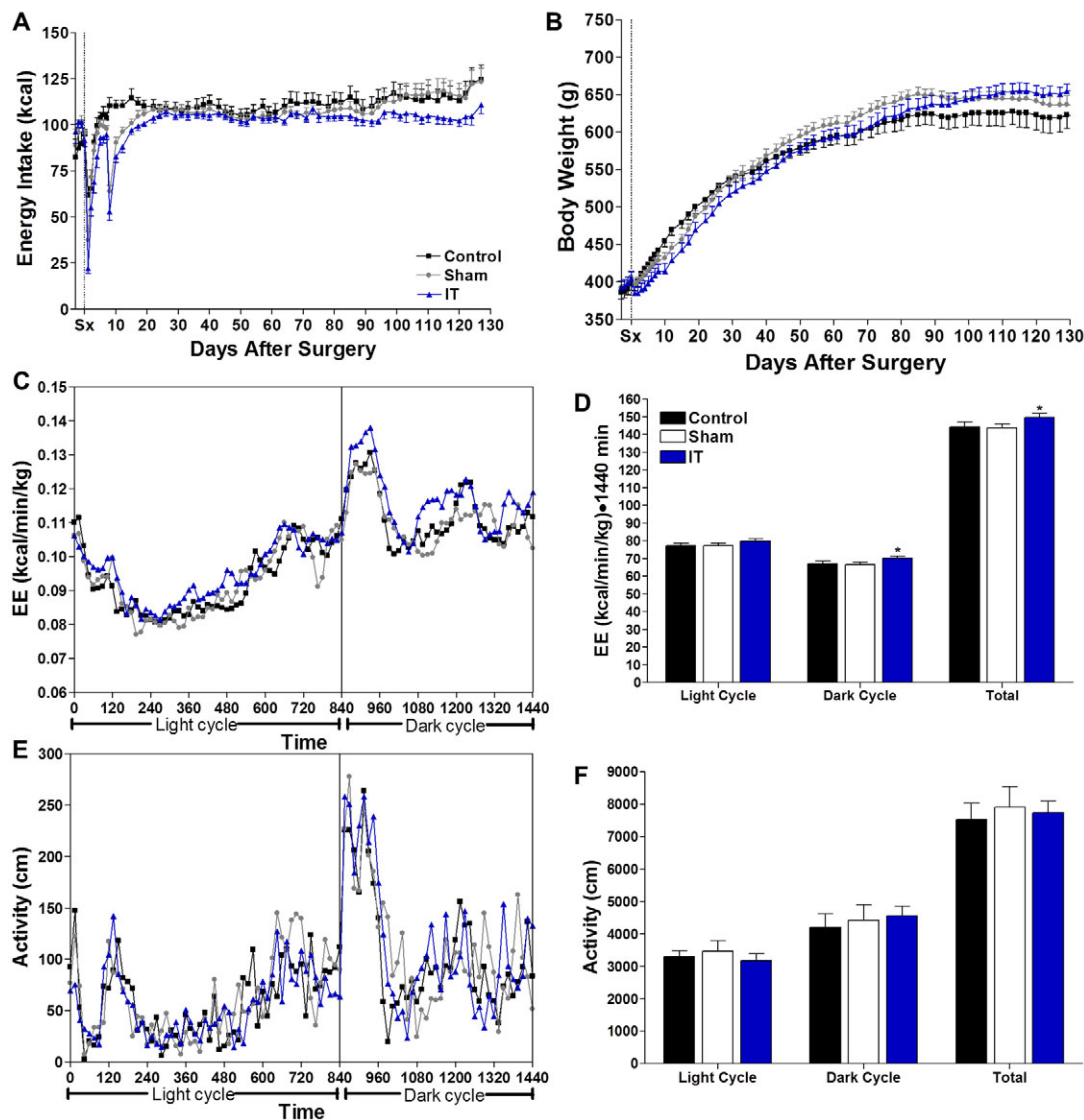 A
Energy Intake (kcal)
150
125
100
75
50
25
0
Control
Sham
IT
Sx 10 20 30 40 50 60 70 80 90 100 110 120 130
Days After Surgery
B
Body Weight (g)
750
700
650
600
550
500
450
400
350
Sx 10 20 30 40 50 60 70 80 90 100 110 120 130
Days After Surgery
C
EE (kcal/min/kg)
0.15
0.14
0.13
0.12
0.11
0.10
0.09
0.08
0.07
0.06
0 120 240 360 480 600 720 840 960 1080 1200 1320 1440
Light cycle Dark cycle
Time
D
EE (kcal/min/kg)•1440 min
160
150
140
130
120
110
100
90
80
70
60
50
40
30
20
10
0
Control
Sham
IT
*
*
Light Cycle Dark Cycle Total
E
Activity (cm)
300
250
200
150
100
50
0
0 120 240 360 480 600 720 840 960 1080 1200 1320 1440
Light cycle Dark cycle
Time
F
Activity (cm)
9000
8000
7000
6000
5000
4000
3000
2000
1000
0
Light Cycle Dark Cycle Total